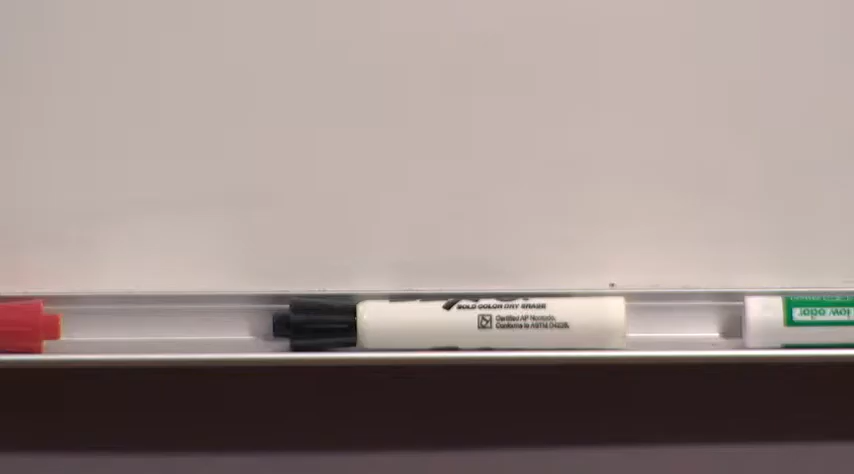 BOLD COLOR DRY ERASE
Certified AP Nontoxic.
Conforms to ASTM D4236.
low odor